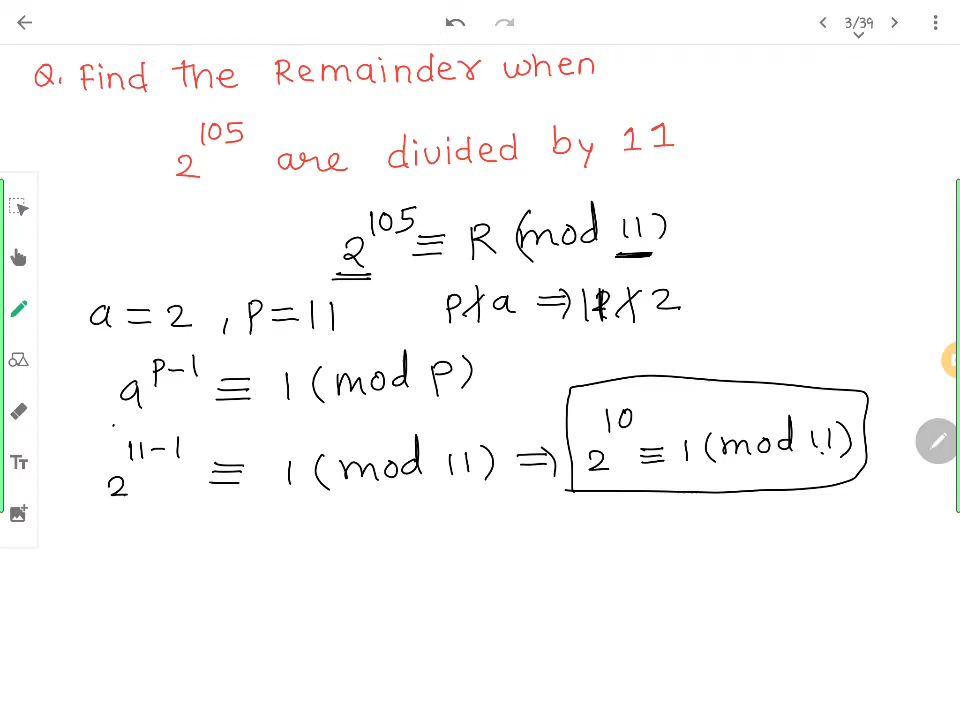 3/39
Q. Find the Remainder when
2^105 are divided by 11
2^105 ≡ R (mod 11)
a = 2 , p = 11 p∤a ⇒ 11∤2
a^p-1 ≡ 1 (mod p)
2^11-1 ≡ 1 (mod 11) ⇒ 2^10 ≡ 1 (mod 11)
Tт